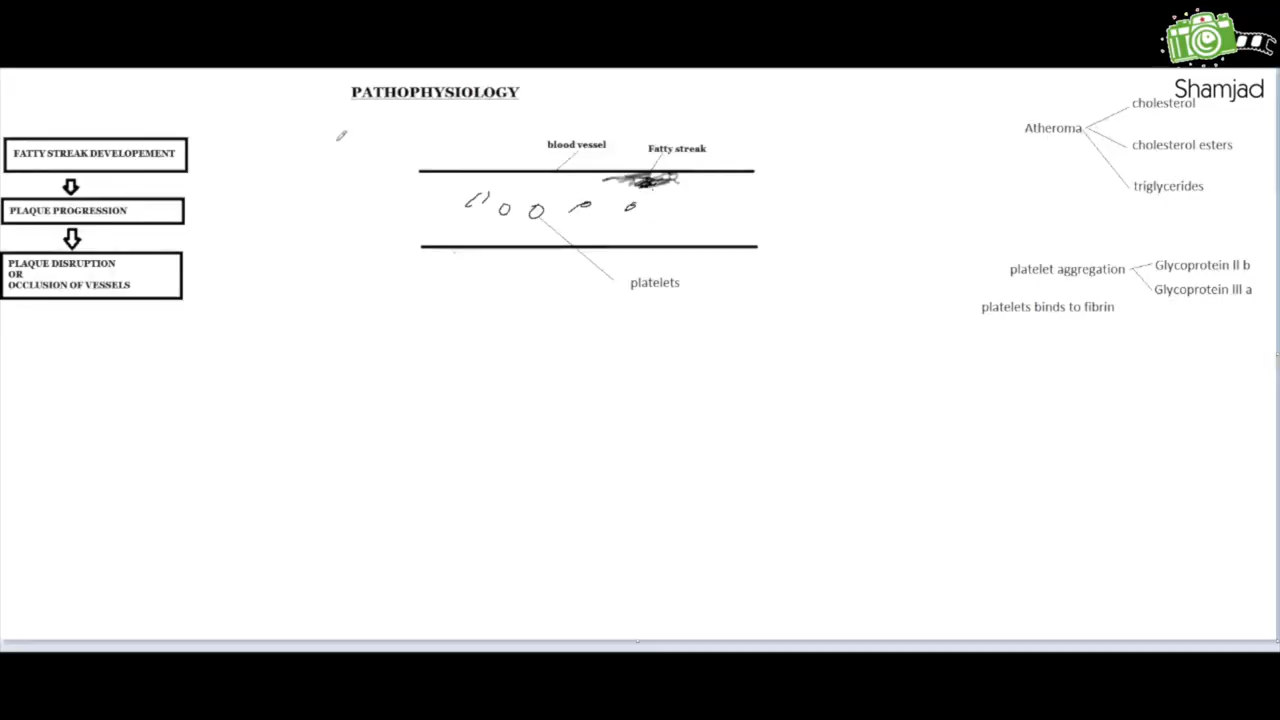 Shamjad
PATHOPHYSIOLOGY
FATTY STREAK DEVELOPEMENT
PLAQUE PROGRESSION
PLAQUE DISRUPTION
OR
OCCLUSION OF VESSELS
blood vessel
Fatty streak
platelets
Atheroma
cholesterol
cholesterol esters
triglycerides
platelet aggregation
Glycoprotein II b
Glycoprotein III a
platelets binds to fibrin